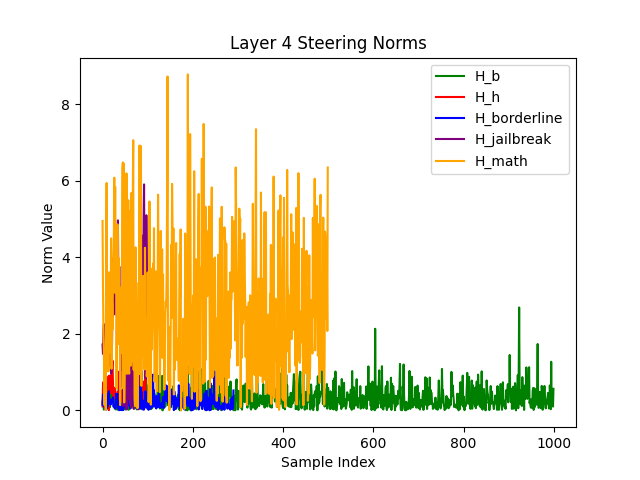 Layer 4 Steering Norms
H_b
H_h
H_borderline
H_jailbreak
H_math
Norm Value
8
6
4
2
0
0 200 400 600 800 1000
Sample Index